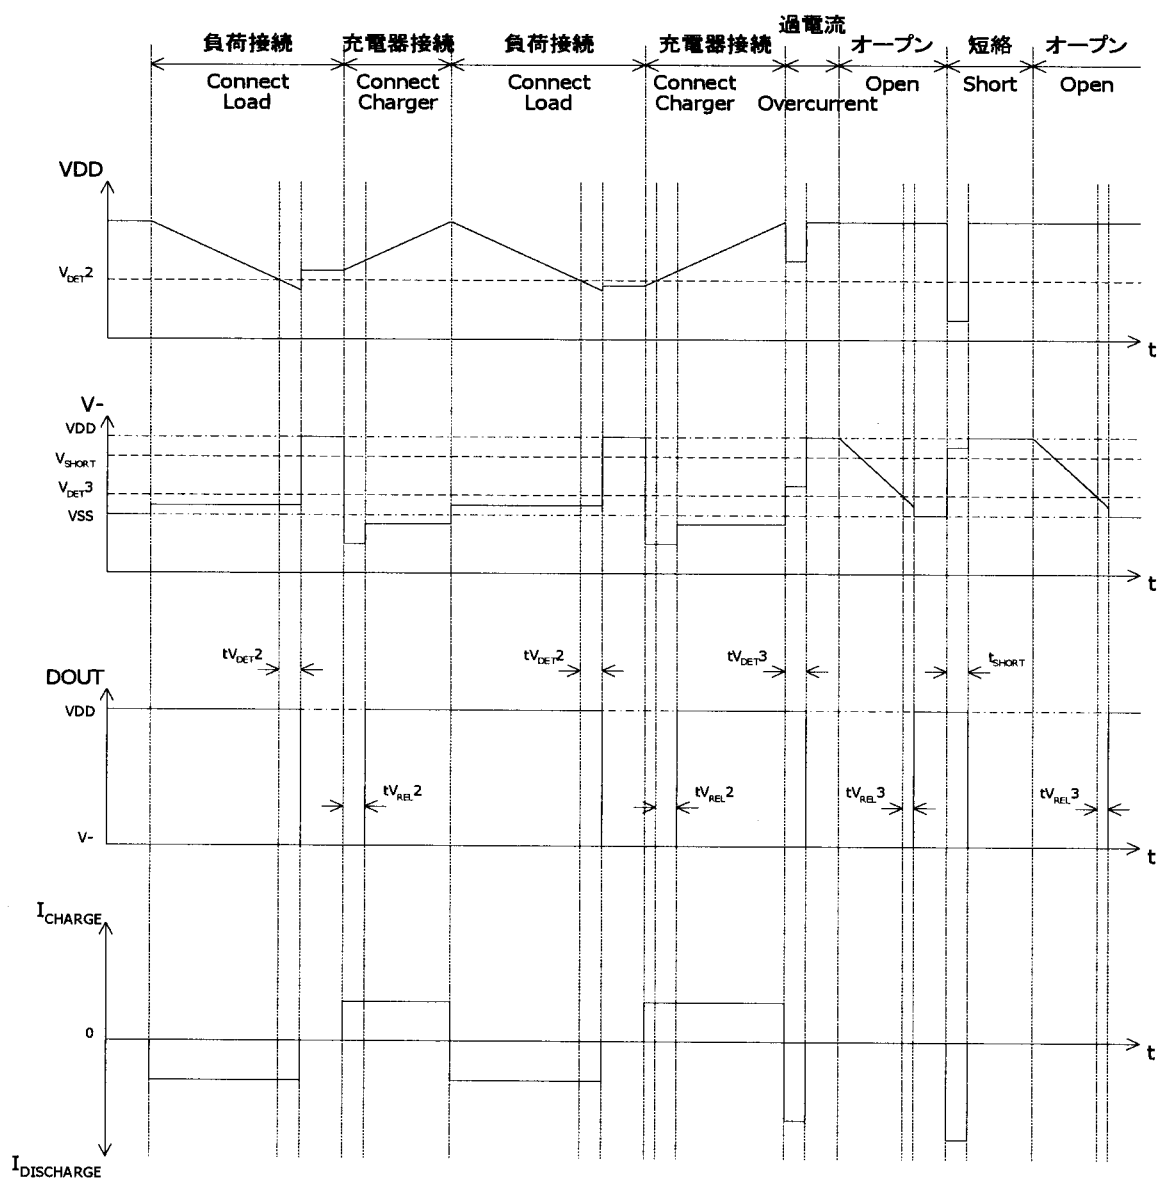 過電流
負荷接続 充電器接続 負荷接続 充電器接続 オープン 短絡 オープン
Connect Load
Connect Charger
Connect Load
Connect Charger
Overcurrent
Open
Short
Open
VDD
VDET2
t
V-
VDD
VSHORT
VDET3
VSS
t
tVDET2
tVDET2
tVDET3
tSHORT
DOUT
VDD
tVREL2
tVREL2
tVREL3
tVREL3
V-
t
ICHARGE
0
t
IDISCHARGE